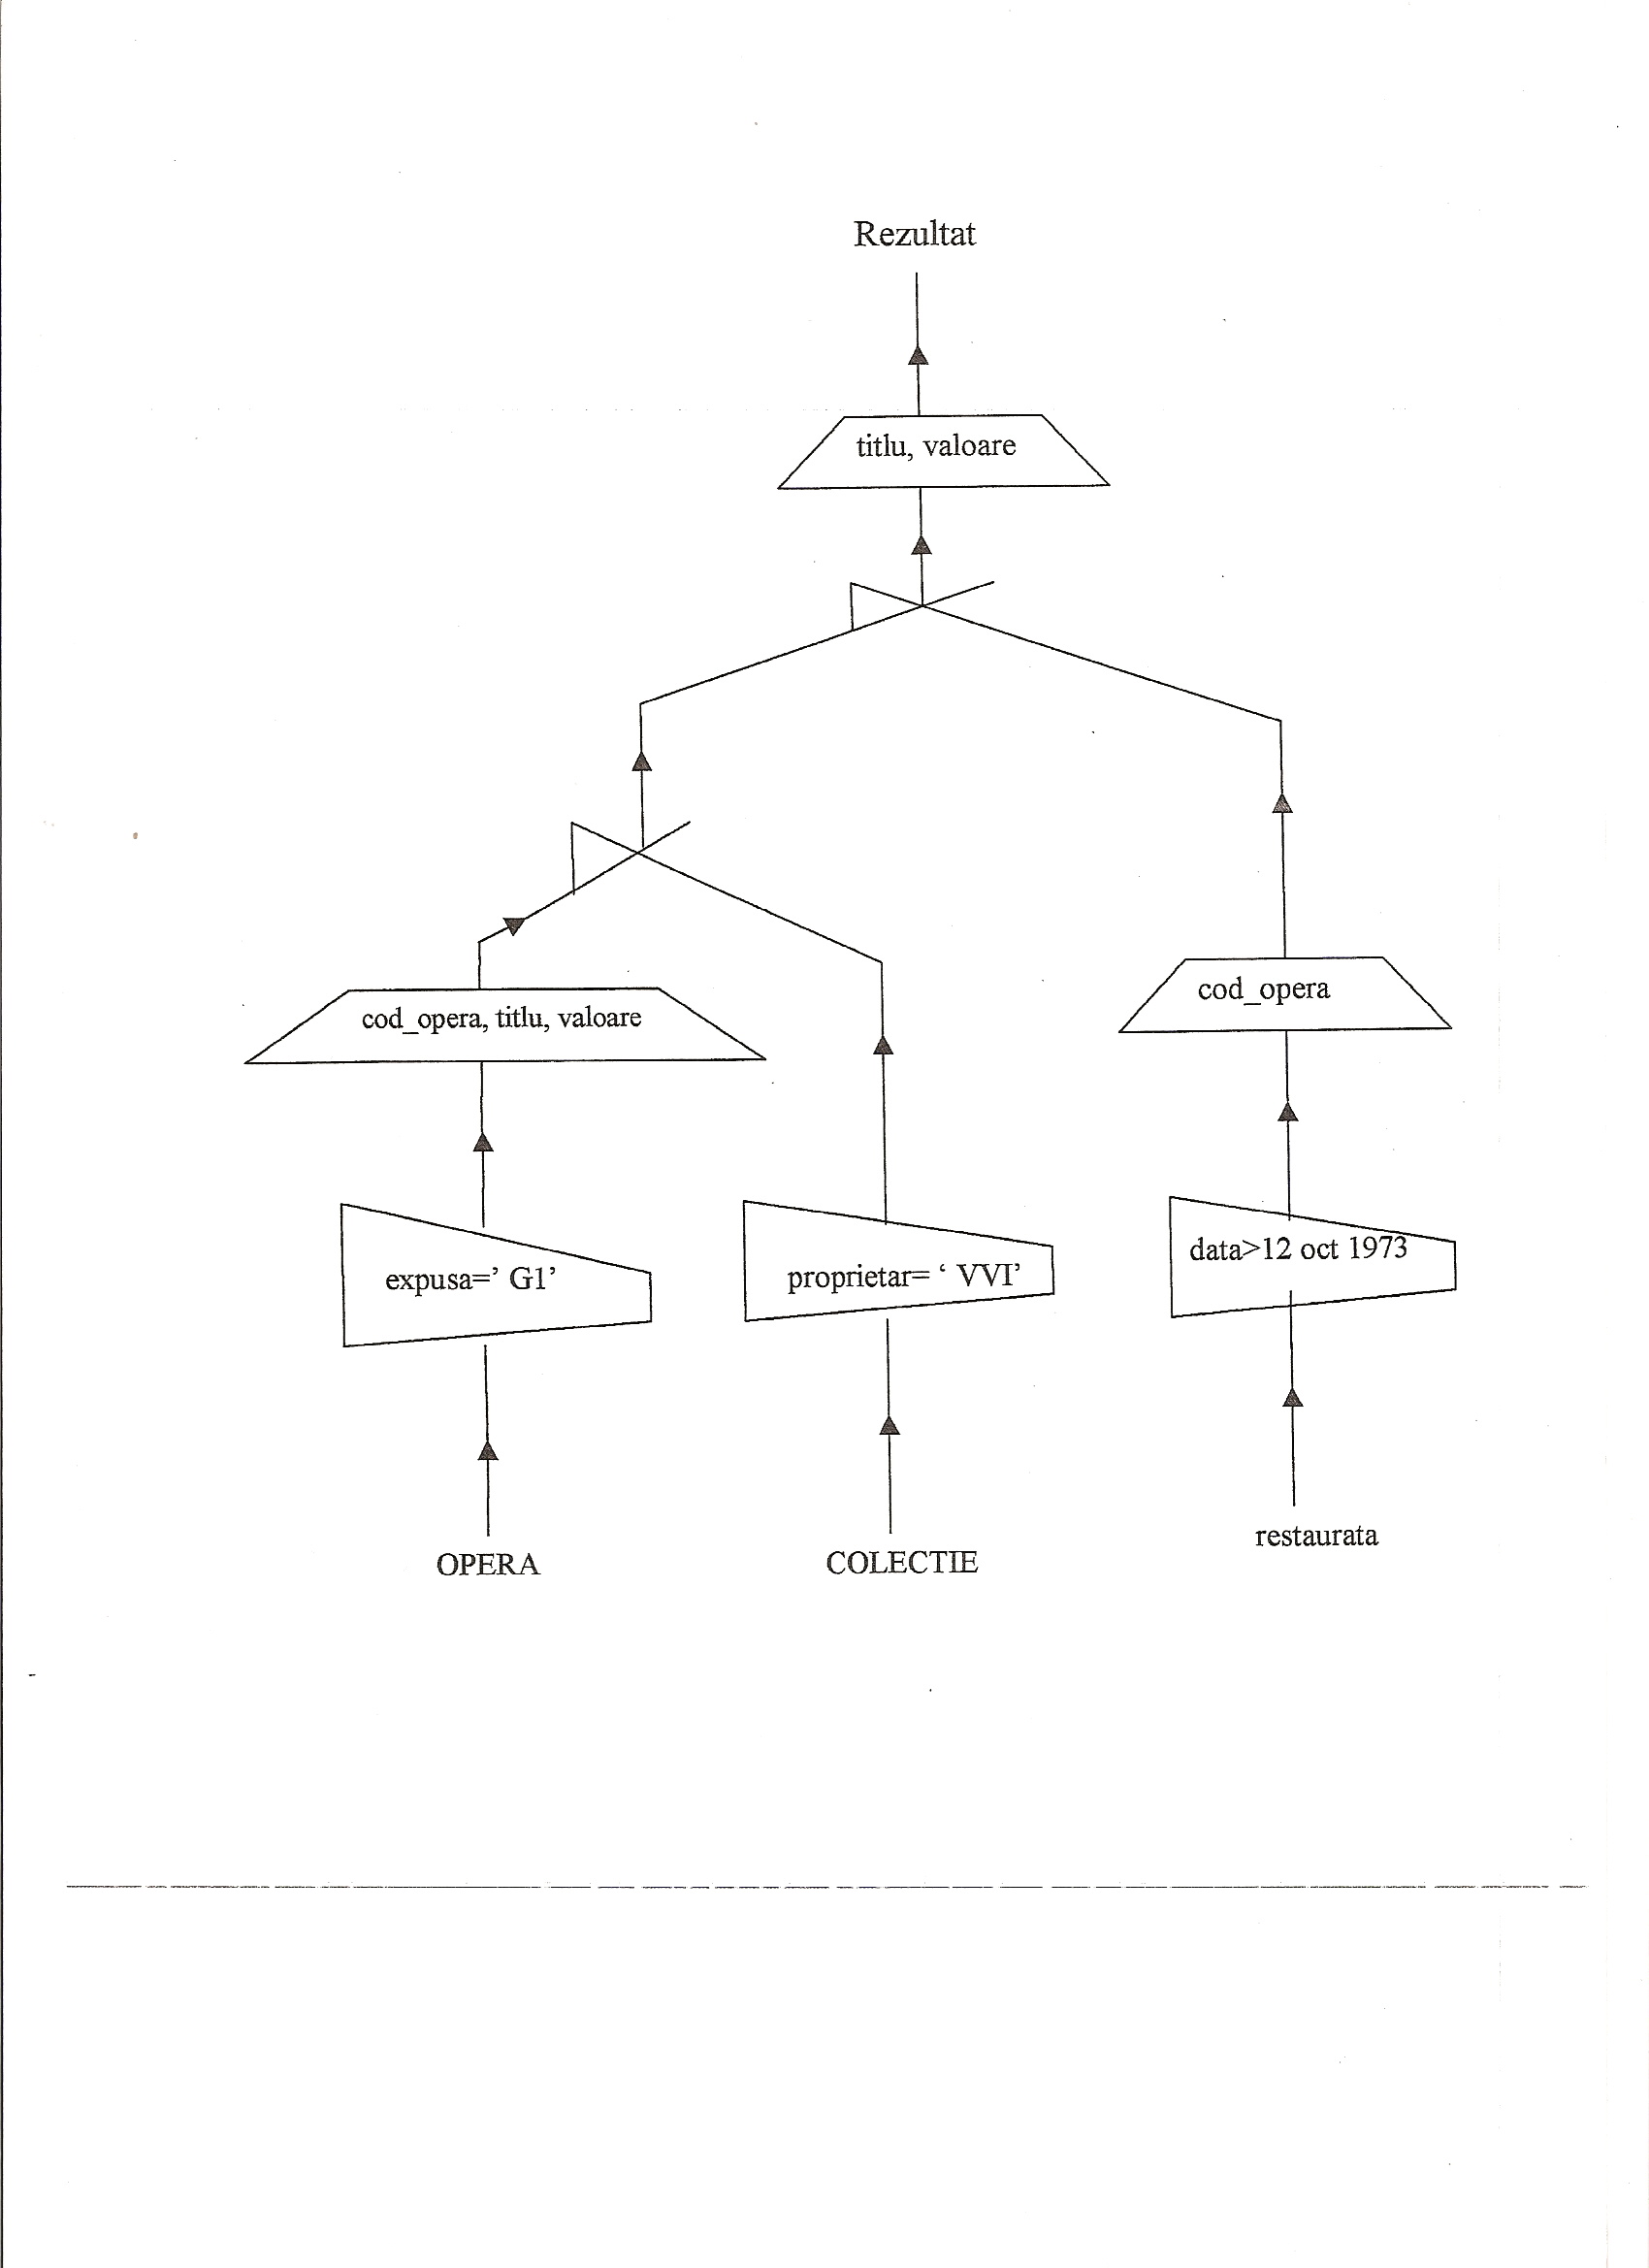 Rezultat
titlu, valoare
cod_opera, titlu, valoare
cod_opera
expusa=’ G1’
proprietar= ‘ VVI’
data>12 oct 1973
OPERA
COLECTIE
restaurata